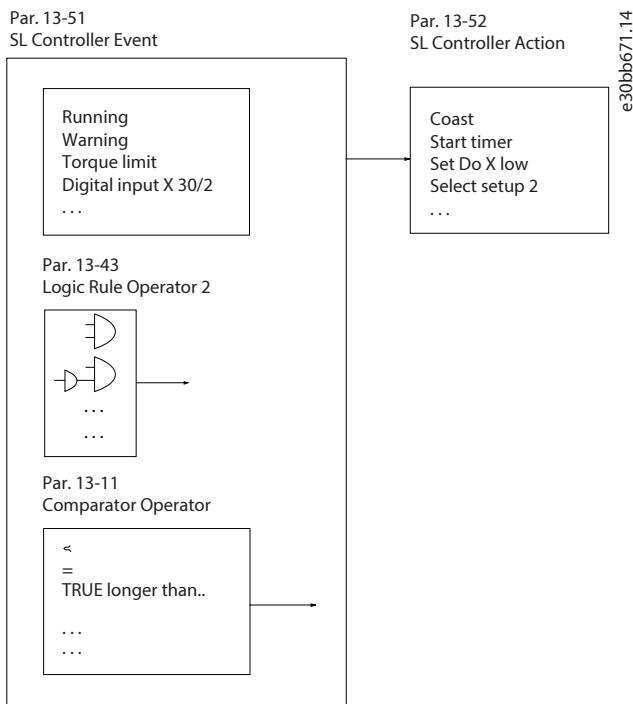 Par. 13-51
SL Controller Event
Par. 13-52
SL Controller Action
e30bb671.14
Running
Warning
Torque limit
Digital input X 30/2
. . .
Coast
Start timer
Set Do X low
Select setup 2
. . .
Par. 13-43
Logic Rule Operator 2
. . .
. . .
Par. 13-11
Comparator Operator
=
TRUE longer than..
. . .
. . .